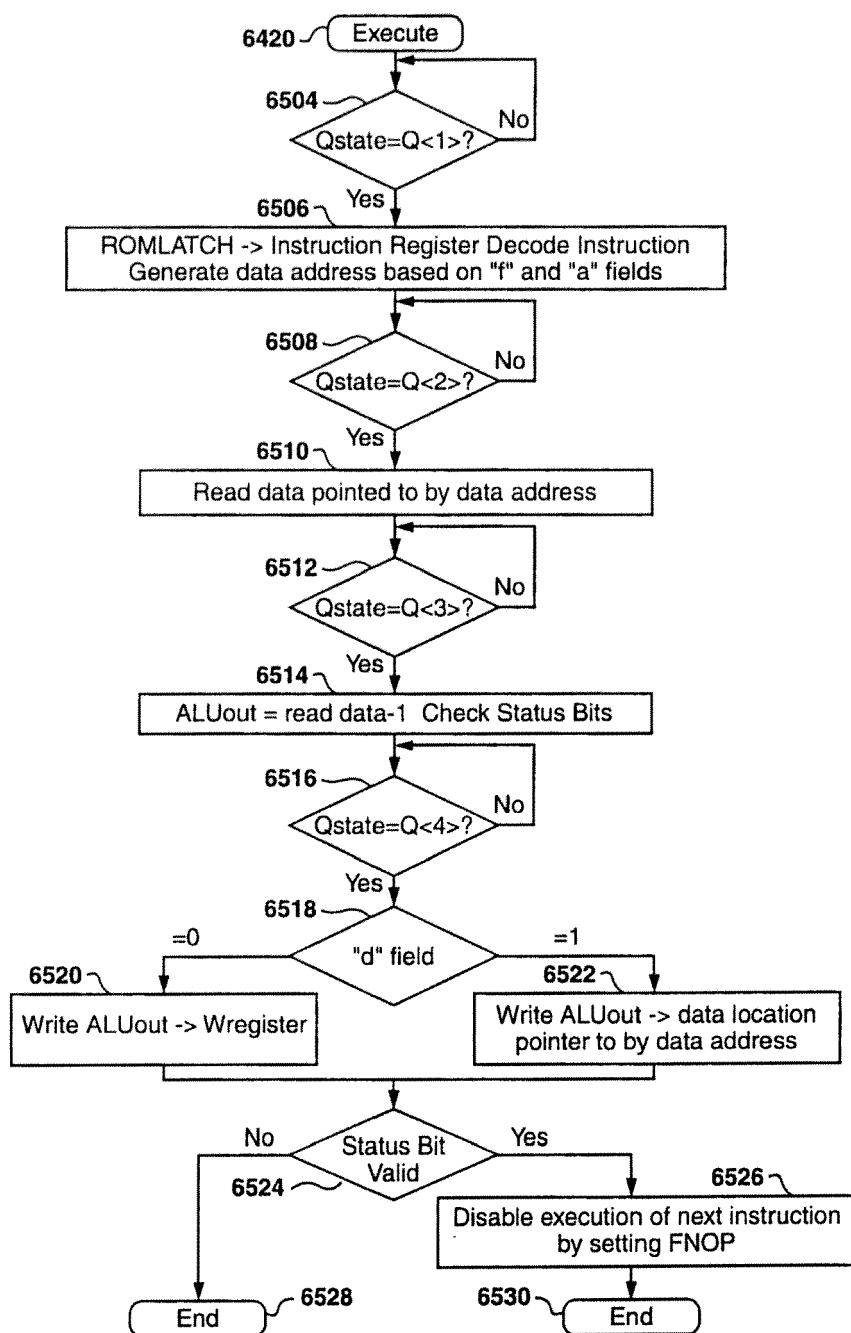 6420
Execute
6504
Qstate=Q<1>?
No
Yes
6506
ROMLATCH -> Instruction Register Decode Instruction
Generate data address based on "f" and "a" fields
6508
Qstate=Q<2>?
No
Yes
6510
Read data pointed to by data address
6512
Qstate=Q<3>?
No
Yes
6514
ALUout = read data-1 Check Status Bits
6516
Qstate=Q<4>?
No
Yes
6518
=0
"d" field
=1
6520
Write ALUout -> Wregister
6522
Write ALUout -> data location
pointer to by data address
No
Status Bit
Valid
Yes
6524
6526
Disable execution of next instruction
by setting FNOP
End
6528
6530
End